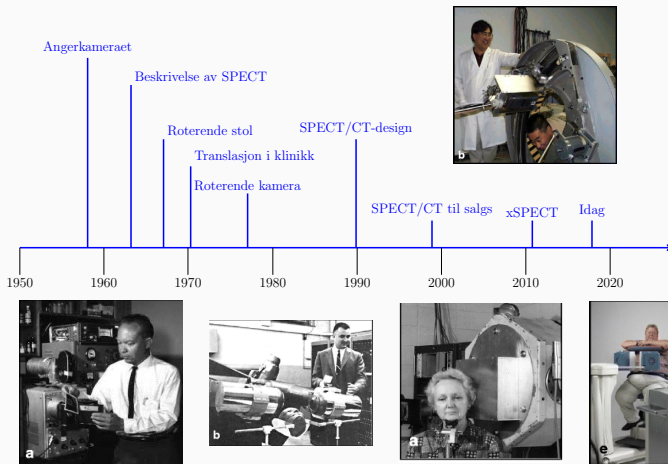 Angerkameraet
Beskrivelse av SPECT
Roterende stol
SPECT/CT-design
Translasjon i klinikk
Roterende kamera
SPECT/CT til salgs
xSPECT
Idag
1950
1960
1970
1980
1990
2000
2010
2020
b
a
b
a
e